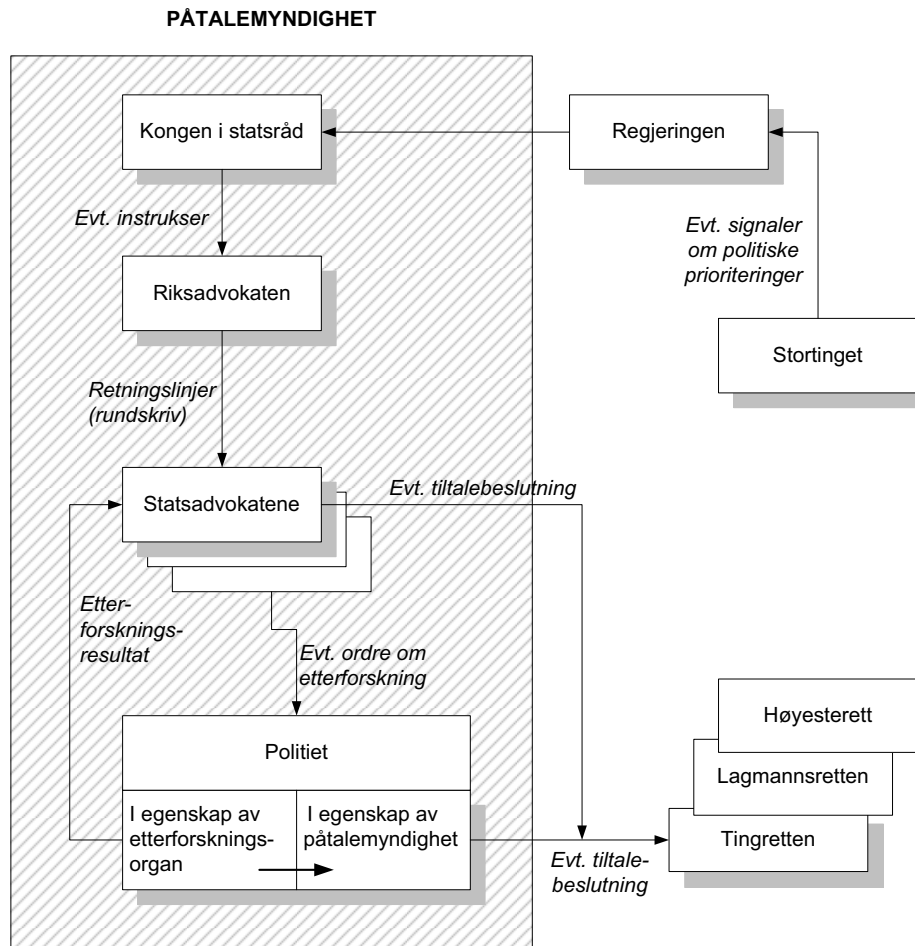 PÅTALEMYNDIGHET
Kongen i statsråd
Regjeringen
Evt. instrukser
Evt. signaler
om politiske
prioriteringer
Riksadvokaten
Stortinget
Retningslinjer
(rundskriv)
Statsadvokatene
Evt. tiltalebeslutning
Etter-
forsknings-
resultat
Evt. ordre om
etterforskning
Høyesterett
Politiet
Lagmannsretten
I egenskap av
etterforsknings-
organ
I egenskap av
påtalemyndighet
Tingretten
Evt. tiltale-
beslutning